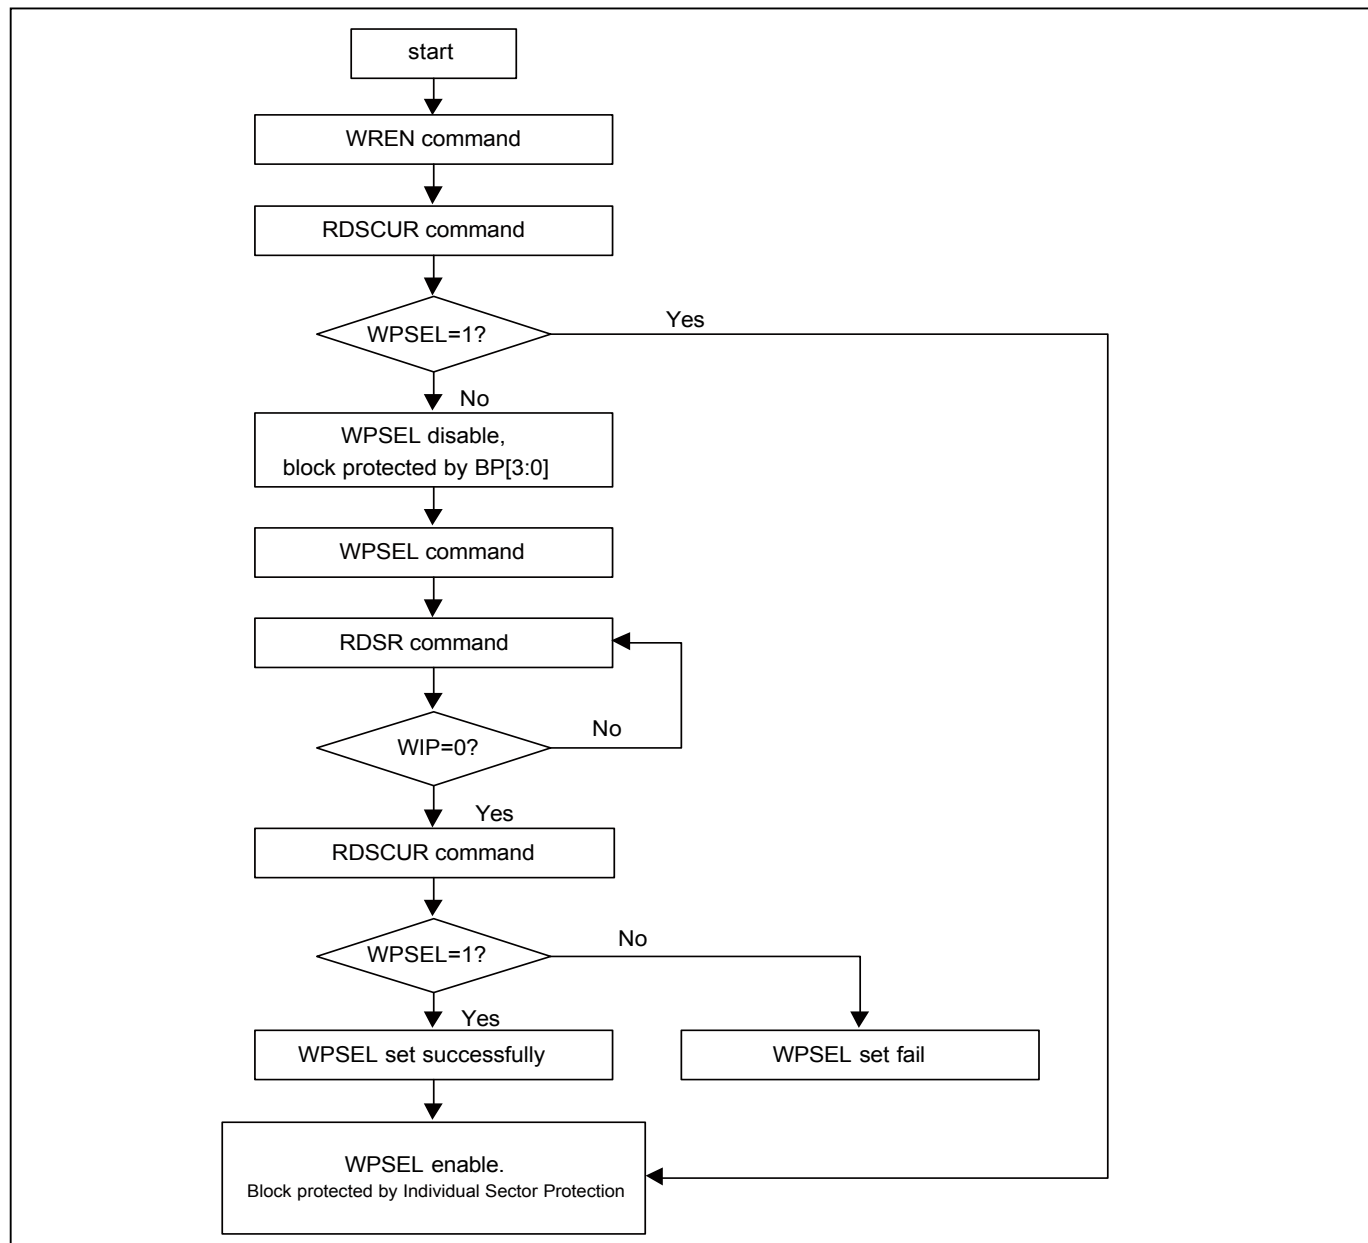 start
WREN command
RDSCUR command
WPSEL=1?
Yes
No
WPSEL disable,
block protected by BP[3:0]
WPSEL command
RDSR command
WIP=0?
No
Yes
RDSCUR command
WPSEL=1?
No
Yes
WPSEL set successfully
WPSEL set fail
WPSEL enable.
Block protected by Individual Sector Protection